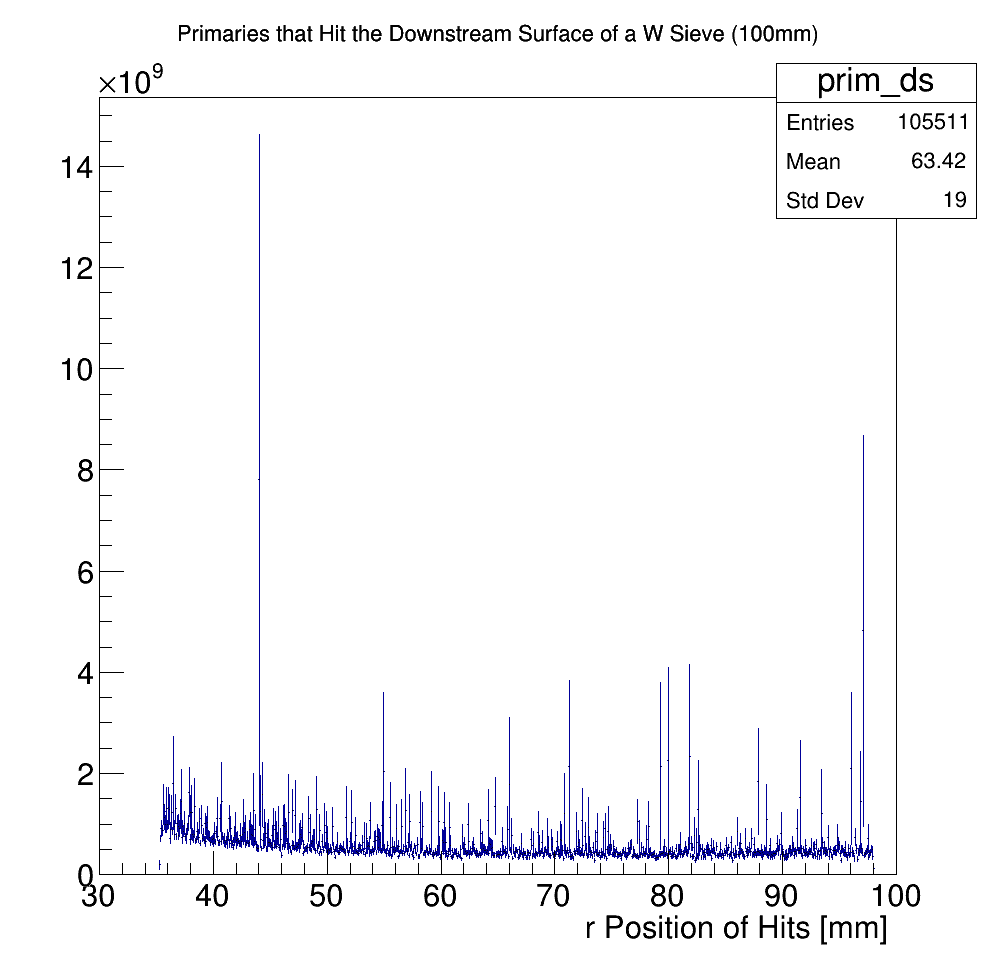 Primaries that Hit the Downstream Surface of a W Sieve (100mm)
×10⁹
prim_ds
Entries 105511
Mean 63.42
Std Dev 19
14
12
10
8
6
4
2
0
30 40 50 60 70 80 90 100
r Position of Hits [mm]